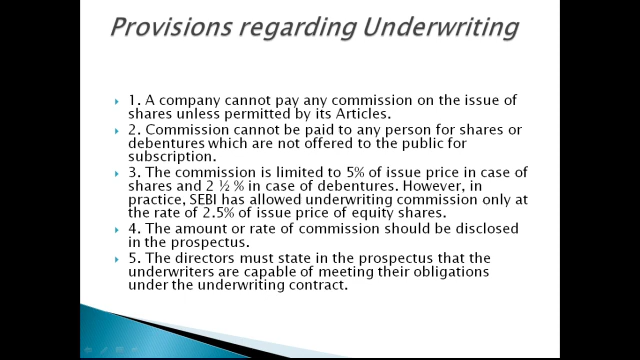 Provisions regarding Underwriting
1. A company cannot pay any commission on the issue of
shares unless permitted by its Articles.
2. Commission cannot be paid to any person for shares or
debentures which are not offered to the public for
subscription.
3. The commission is limited to 5% of issue price in case of
shares and 2 ½ % in case of debentures. However, in
practice, SEBI has allowed underwriting commission only at
the rate of 2.5% of issue price of equity shares.
4. The amount or rate of commission should be disclosed
in the prospectus.
5. The directors must state in the prospectus that the
underwriters are capable of meeting their obligations
under the underwriting contract.